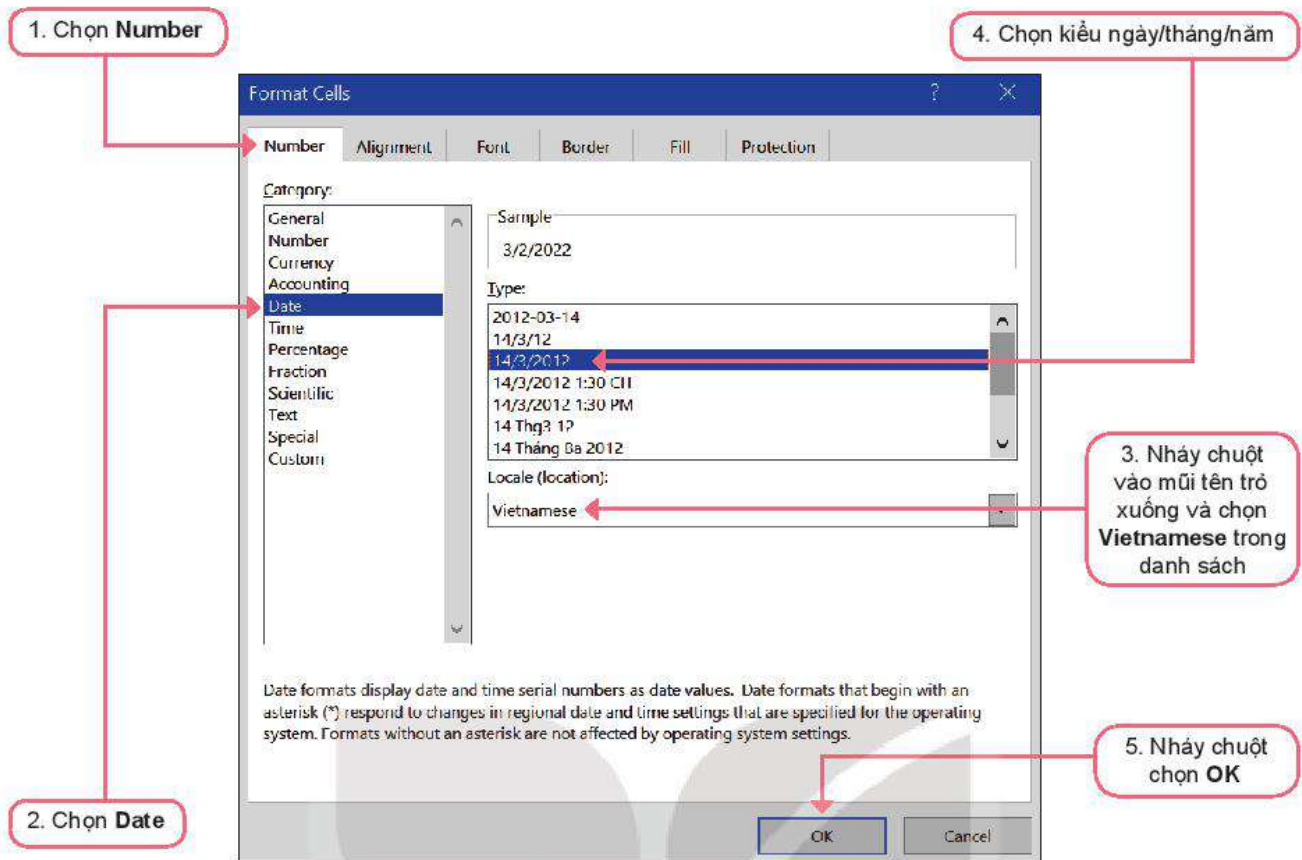 1. Chọn Number
4. Chọn kiểu ngày/tháng/năm
Format Cells
?
Number Alignment Font Border Fill Protection
Category:
General
Number
Currency
Accounting
Date
Time
Percentage
Fraction
Scientific
Text
Special
Custom
Sample
3/2/2022
Type:
2012-03-14
14/3/12
14/3/2012
14/3/2012 1:30 CH
14/3/2012 1:30 PM
14 Thg3 12
14 Tháng Ba 2012
Locale (location):
Vietnamese
3. Nháy chuột
vào mũi tên trỏ
xuống và chọn
Vietnamese trong
danh sách
Date formats display date and time serial numbers as date values. Date formats that begin with an
asterisk (*) respond to changes in regional date and time settings that are specified for the operating
system. Formats without an asterisk are not affected by operating system settings.
5. Nháy chuột
chọn OK
2. Chọn Date
OK Cancel